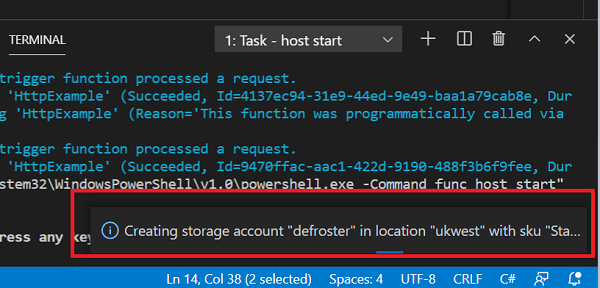 TERMINAL 1: Task - host start
trigger function processed a request.
'HttpExample' (Succeeded, Id=4137ec94-31e9-44ed-9e49-baa1a79cab8e, Dur
g 'HttpExample' (Reason='This function was programmatically called via
trigger function processed a request.
'HttpExample' (Succeeded, Id=9470ffac-aac1-422d-9190-488f3b6f9fee, Dur
stem32\WindowsPowerShell\v1.0\powershell.exe -Command func host start"
ress any key
Creating storage account "defroster" in location "ukwest" with sku "Sta...
Ln 14, Col 38 (2 selected) Spaces: 4 UTF-8 CRLF C#